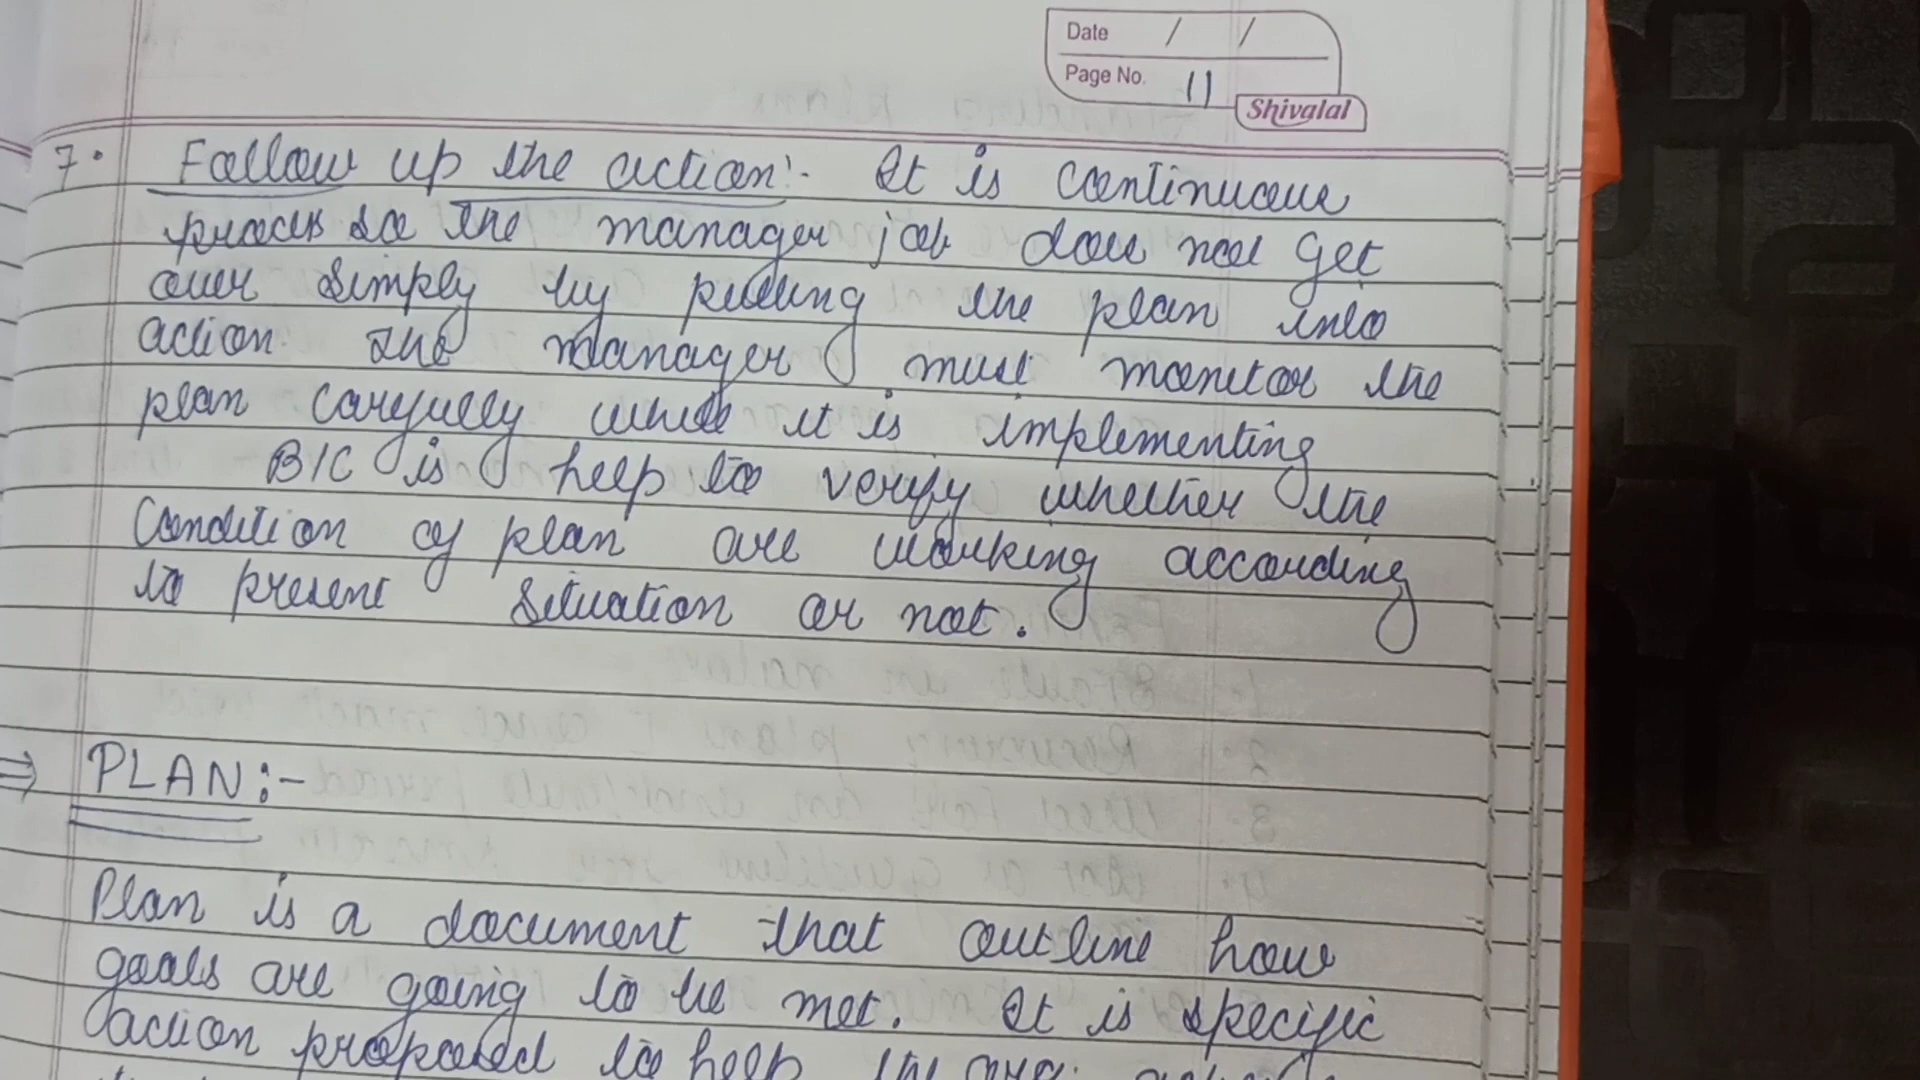 Date / /
Page No. 11
Shivalal
7. Follow up the action:- It is continuous
process so the manager job does not get
over simply by putting the plan into
action. The manager must monitor the
plan carefully while it is implementing
B/C is help to verify whether the
Condition of plan are working according
to present situation or not.
⇒ PLAN:-
Plan is a document that outline how
goals are going to be met. It is specific
action proposed to help the